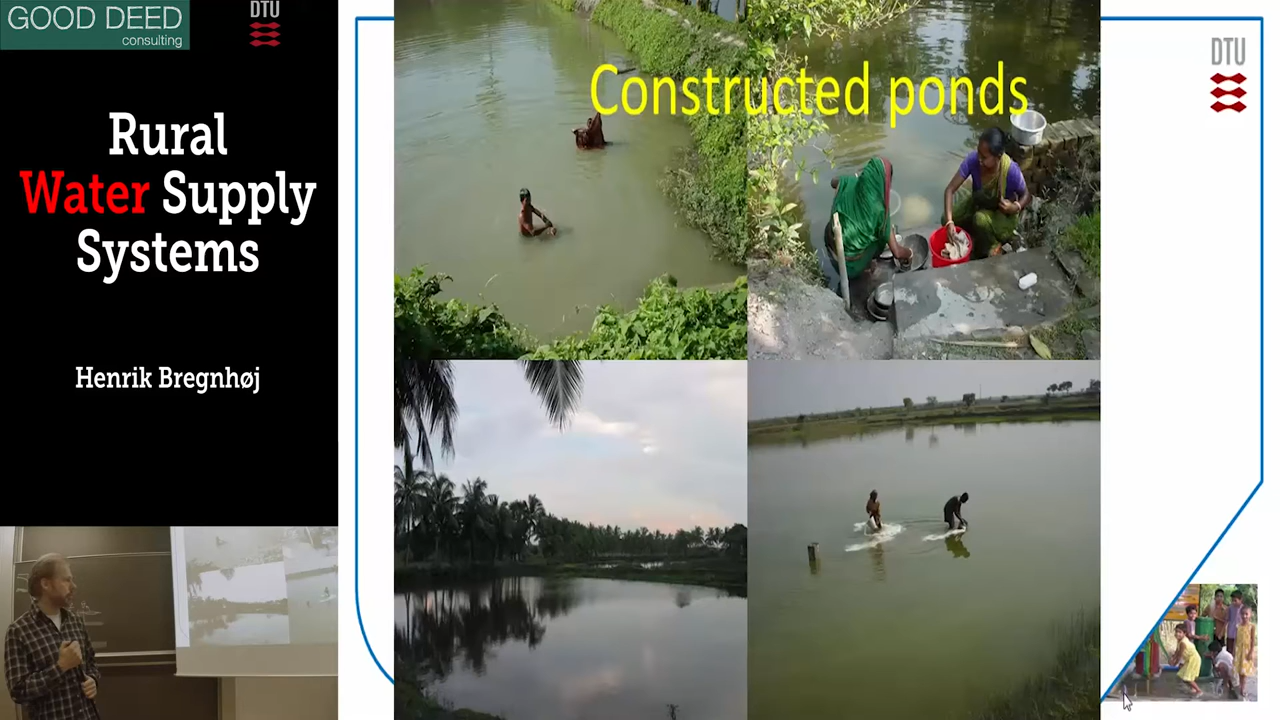 GOOD DEED
consulting
DTU
Rural
Water Supply
Systems
Henrik Bregnhøj
Constructed ponds
DTU